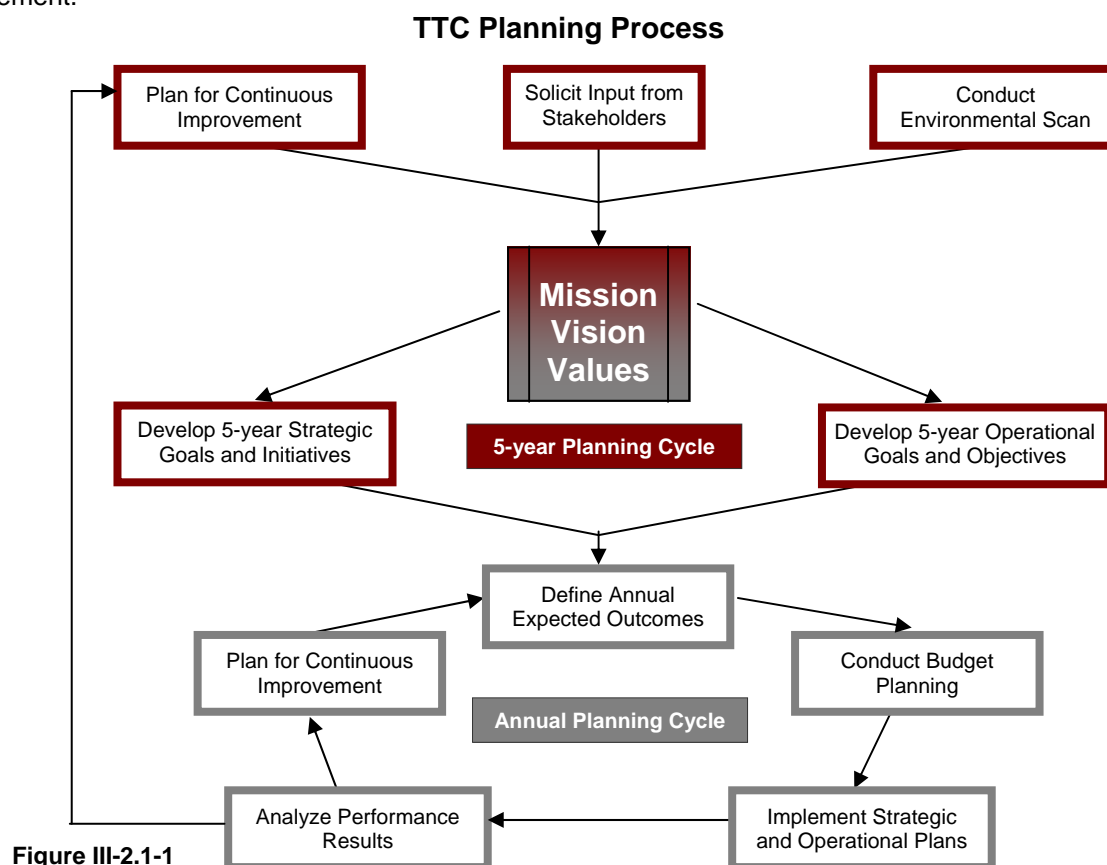 TTC Planning Process
Plan for Continuous
Improvement
Solicit Input from
Stakeholders
Conduct
Environmental Scan
Mission
Vision
Values
Develop 5-year Strategic
Goals and Initiatives
5-year Planning Cycle
Develop 5-year Operational
Goals and Objectives
Define Annual
Expected Outcomes
Plan for Continuous
Improvement
Conduct Budget
Planning
Annual Planning Cycle
Analyze Performance
Results
Implement Strategic
and Operational Plans
Figure III-2.1-1